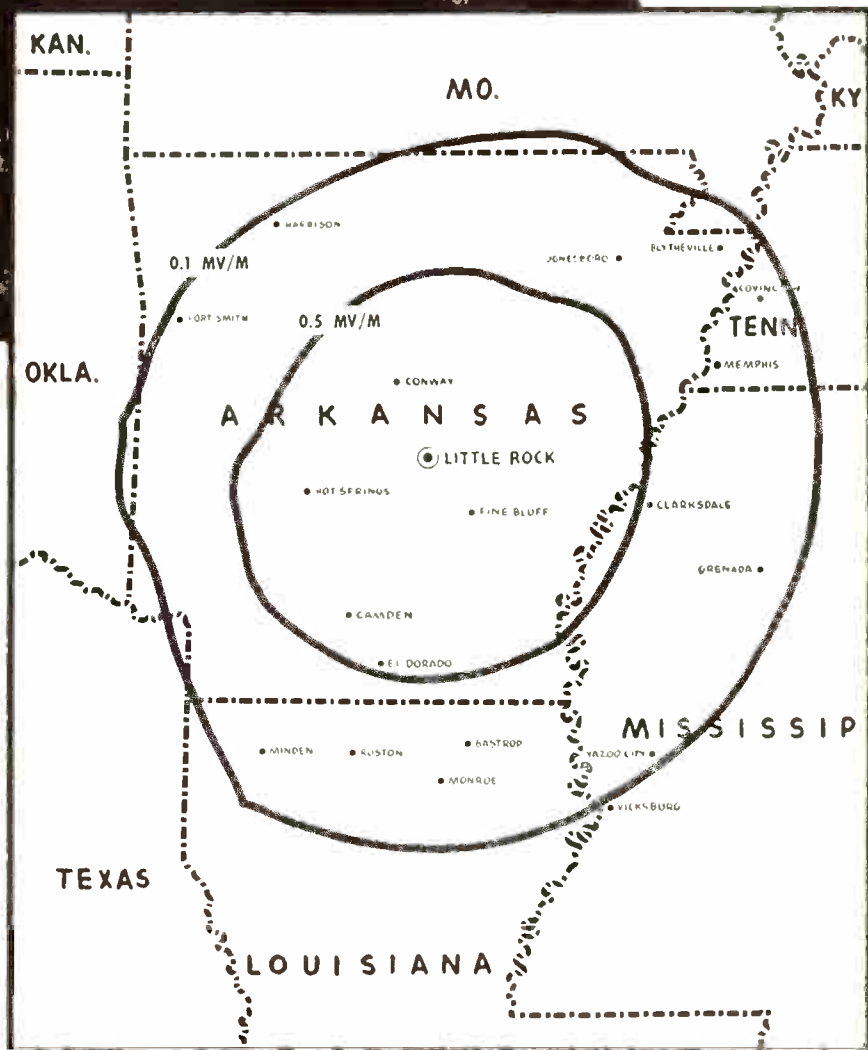 KAN.
MO.
KY
HARRISON
JONESBORO
BLYTHEVILLE
0.1 MV/M
FORT SMITH
0.5 MV/M
TENN
OKLA.
MEMPHIS
CONWAY
ARKANSAS
LITTLE ROCK
HOT SPRINGS
PINE BLUFF
CLARKSDALE
GRENADA
CAMDEN
EL DORADO
MISSISSIP
MINDEN
RUSTON
BASTROP
YAZOO CITY
MONROE
VICKSBURG
TEXAS
LOUISIANA